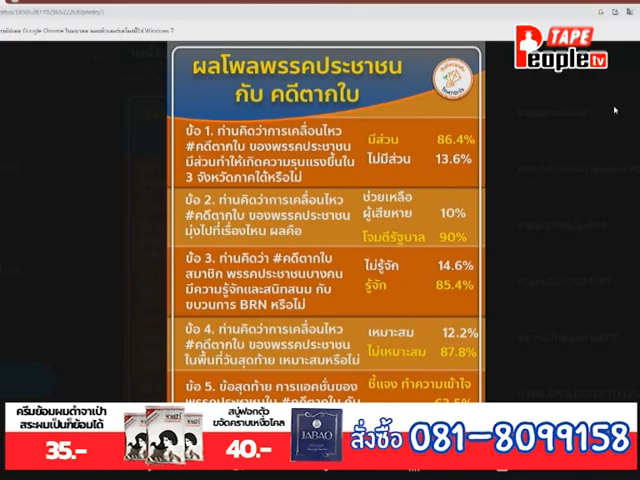 TAPE
People tv
ผลโพลพรรคประชาชน
กับ คดีตากใบ
ข้อ 1. ท่านคิดว่าการเคลื่อนไหว
#คดีตากใบ ของพรรคประชาชน
มีส่วนทำให้เกิดความรุนแรงขึ้นใน
3 จังหวัดภาคใต้หรือไม่
มีส่วน 86.4%
ไม่มีส่วน 13.6%
ข้อ 2. ท่านคิดว่าการเคลื่อนไหว
#คดีตากใบ ของพรรคประชาชน
มุ่งไปที่เรื่องไหน ผลคือ
ช่วยเหลือ
ผู้เสียหาย 10%
โจมตีรัฐบาล 90%
ข้อ 3. ท่านคิดว่า #คดีตากใบ
สมาชิก พรรคประชาชนบางคน
มีความรู้จักและสนิทสนม กับ
ขบวนการ BRN หรือไม่
ไม่รู้จัก 14.6%
รู้จัก 85.4%
ข้อ 4. ท่านคิดว่าการเคลื่อนไหว
#คดีตากใบ ของพรรคประชาชน
ในพื้นที่วันสุดท้าย เหมาะสมหรือไม่
เหมาะสม 12.2%
ไม่เหมาะสม 87.8%
ข้อ 5. ข้อสุดท้าย การแอคชั่นของ
ชี้แจง ทำความเข้าใจ
ครีมย้อมผมดำจาเป่า
สระผมเป็นก็ย้อมได้
35.-
สบู่ฟอกตัว
ขจัดคราบเหงื่อไคล
40.-
JABAO
สั่งซื้อ 081-8099158